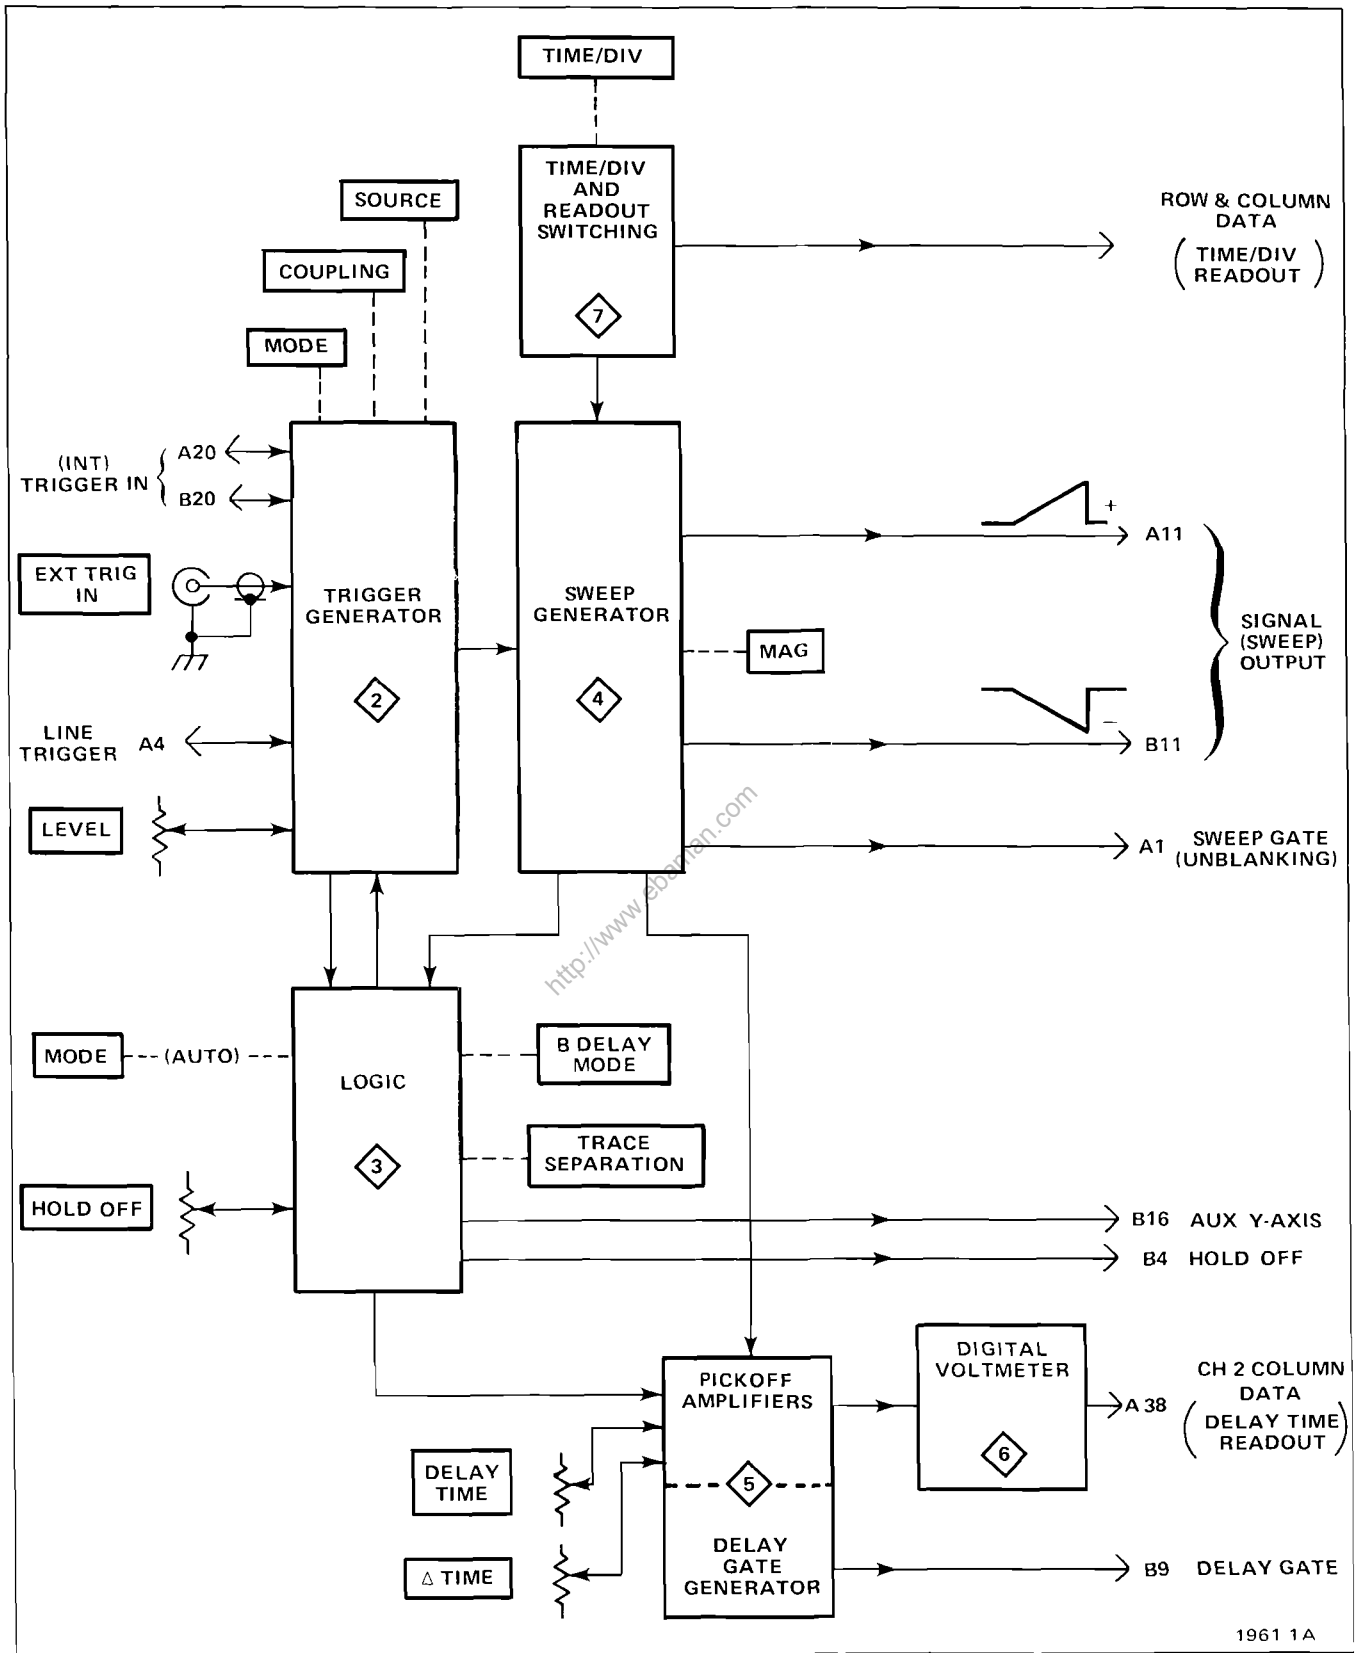 TIME/DIV
TIME/DIV
AND
READOUT
SWITCHING
7
SOURCE
COUPLING
MODE
ROW & COLUMN
DATA
(TIME/DIV
READOUT)
(INT)
TRIGGER IN
A20
B20
EXT TRIG
IN
LINE
TRIGGER
A4
LEVEL
TRIGGER
GENERATOR
2
SWEEP
GENERATOR
4
MAG
+
A11
−
B11
SIGNAL
(SWEEP)
OUTPUT
A1
SWEEP GATE
(UNBLANKING)
http://www.ebaman.com
MODE
(AUTO)
LOGIC
3
B DELAY
MODE
TRACE
SEPARATION
HOLD OFF
B16 AUX Y-AXIS
B4 HOLD OFF
PICKOFF
AMPLIFIERS
5
DELAY
GATE
GENERATOR
DIGITAL
VOLTMETER
6
A38
CH 2 COLUMN
DATA
(DELAY TIME
READOUT)
DELAY
TIME
Δ TIME
B9 DELAY GATE
1961 1A